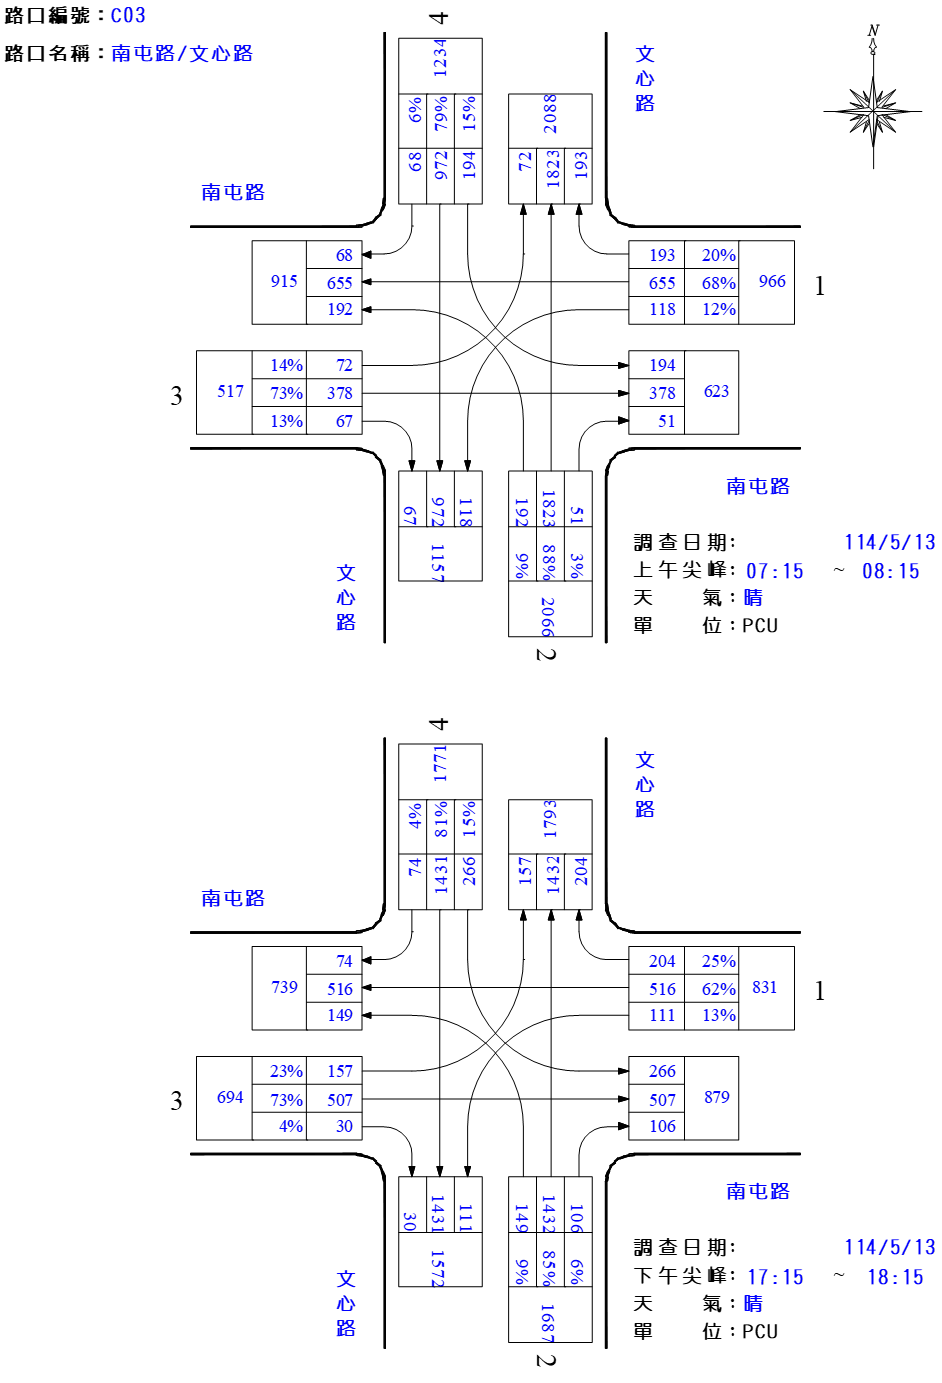 路口編號：C03
路口名稱：南屯路/文心路
N
4
1234
6% 79% 15%
68 972 194
2088
72 1823 193
文心路
南屯路
915
68
655
192
193 20%
655 68%
118 12%
966
1
3
517
14% 72
73% 378
13% 67
194
378
51
623
67 972 118
1157
192 1823 51
9% 88% 3%
2066
2
文心路
南屯路
調查日期: 114/5/13
上午尖峰: 07:15 ~ 08:15
天 氣：晴
單 位：PCU
4
1771
4% 81% 15%
74 1431 266
1793
157 1432 204
文心路
南屯路
739
74
516
149
204 25%
516 62%
111 13%
831
1
3
694
23% 157
73% 507
4% 30
266
507
106
879
30 1431 111
1572
149 1432 106
9% 85% 6%
1687
2
文心路
南屯路
調查日期: 114/5/13
下午尖峰: 17:15 ~ 18:15
天 氣：晴
單 位：PCU